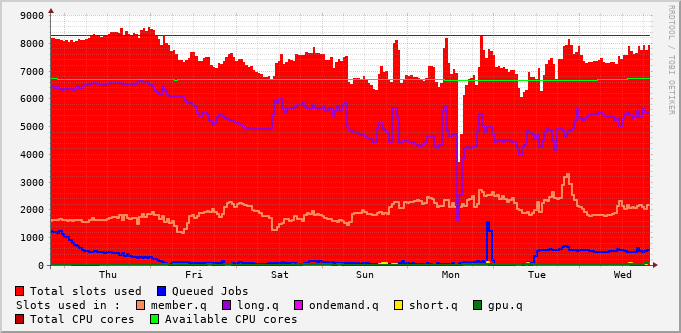 9000
8000
7000
6000
5000
4000
3000
2000
1000
0
Thu Fri Sat Sun Mon Tue Wed
RRDTOOL / TOBI OETIKER
Total slots used Queued Jobs
Slots used in : member.q long.q ondemand.q short.q gpu.q
Total CPU cores Available CPU cores